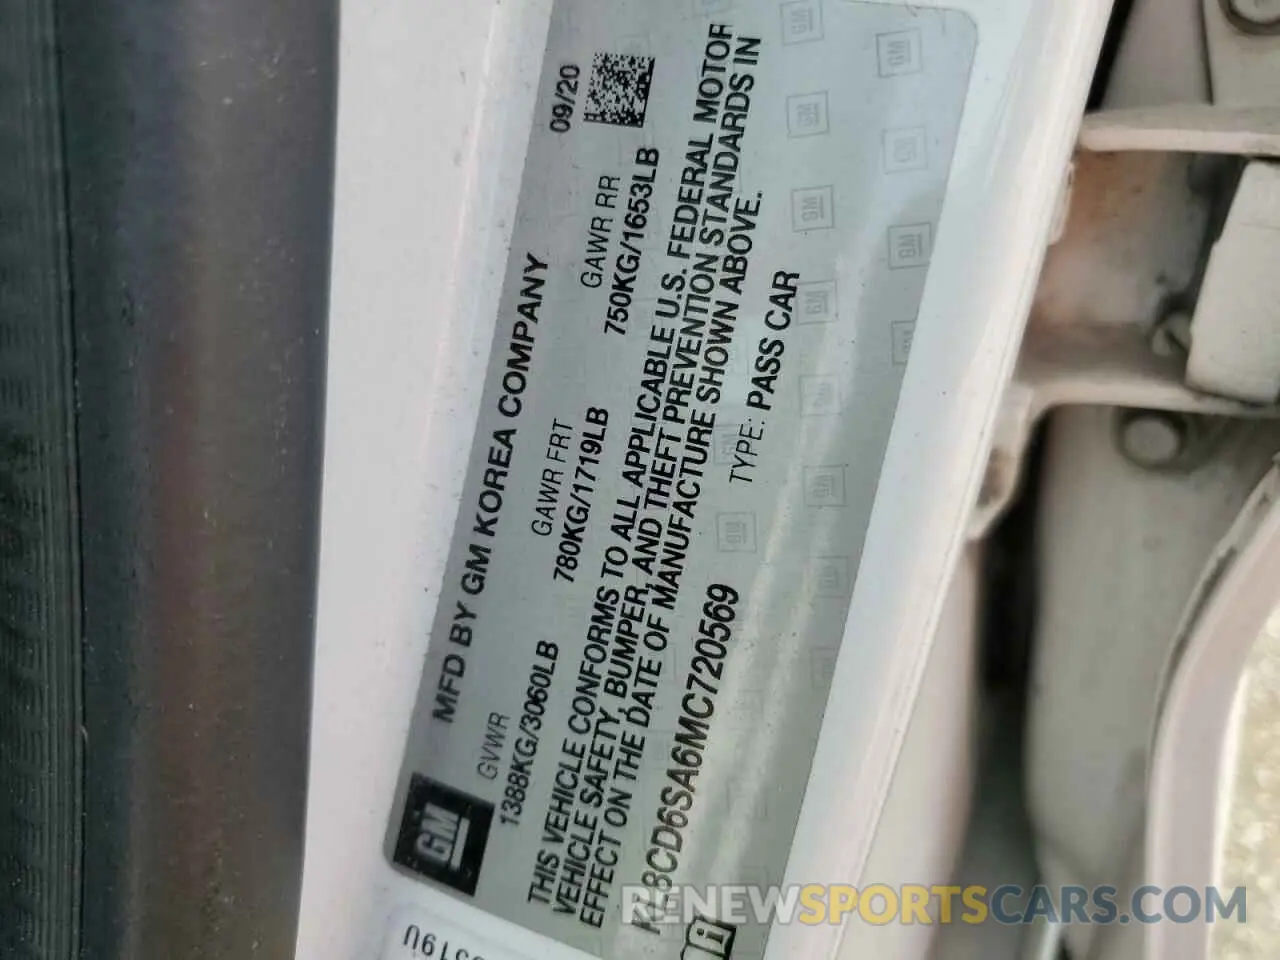 MFD BY GM KOREA COMPANY 09/20
GM
GVWR GAWR FRT GAWR RR
1388KG/3060LB 780KG/1719LB 750KG/1653LB
THIS VEHICLE CONFORMS TO ALL APPLICABLE U.S. FEDERAL MOTOR
VEHICLE SAFETY, BUMPER, AND THEFT PREVENTION STANDARDS IN
EFFECT ON THE DATE OF MANUFACTURE SHOWN ABOVE.
KL8CD6SA6MC720569 TYPE: PASS CAR
RENEWSPORTSCARS.COM